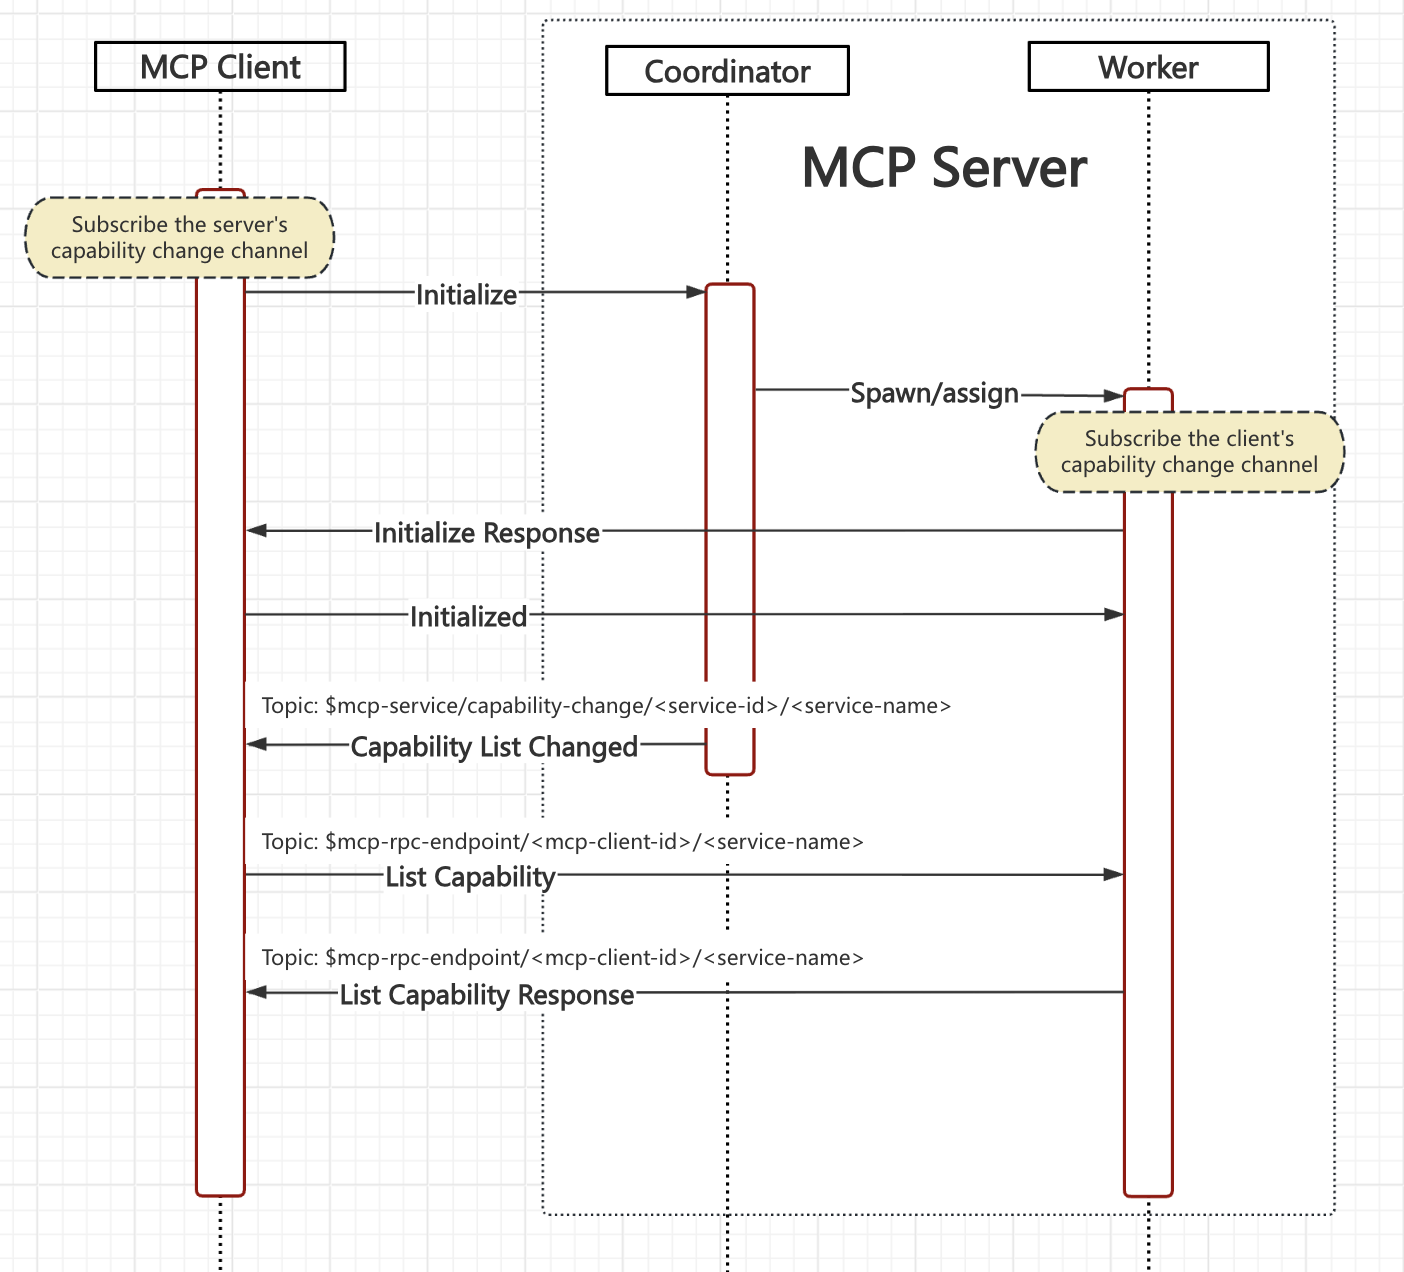 MCP Client
Coordinator
Worker
MCP Server
Subscribe the server's
capability change channel
Initialize
Spawn/assign
Subscribe the client's
capability change channel
Initialize Response
Initialized
Topic: $mcp-service/capability-change/<service-id>/<service-name>
Capability List Changed
Topic: $mcp-rpc-endpoint/<mcp-client-id>/<service-name>
List Capability
Topic: $mcp-rpc-endpoint/<mcp-client-id>/<service-name>
List Capability Response